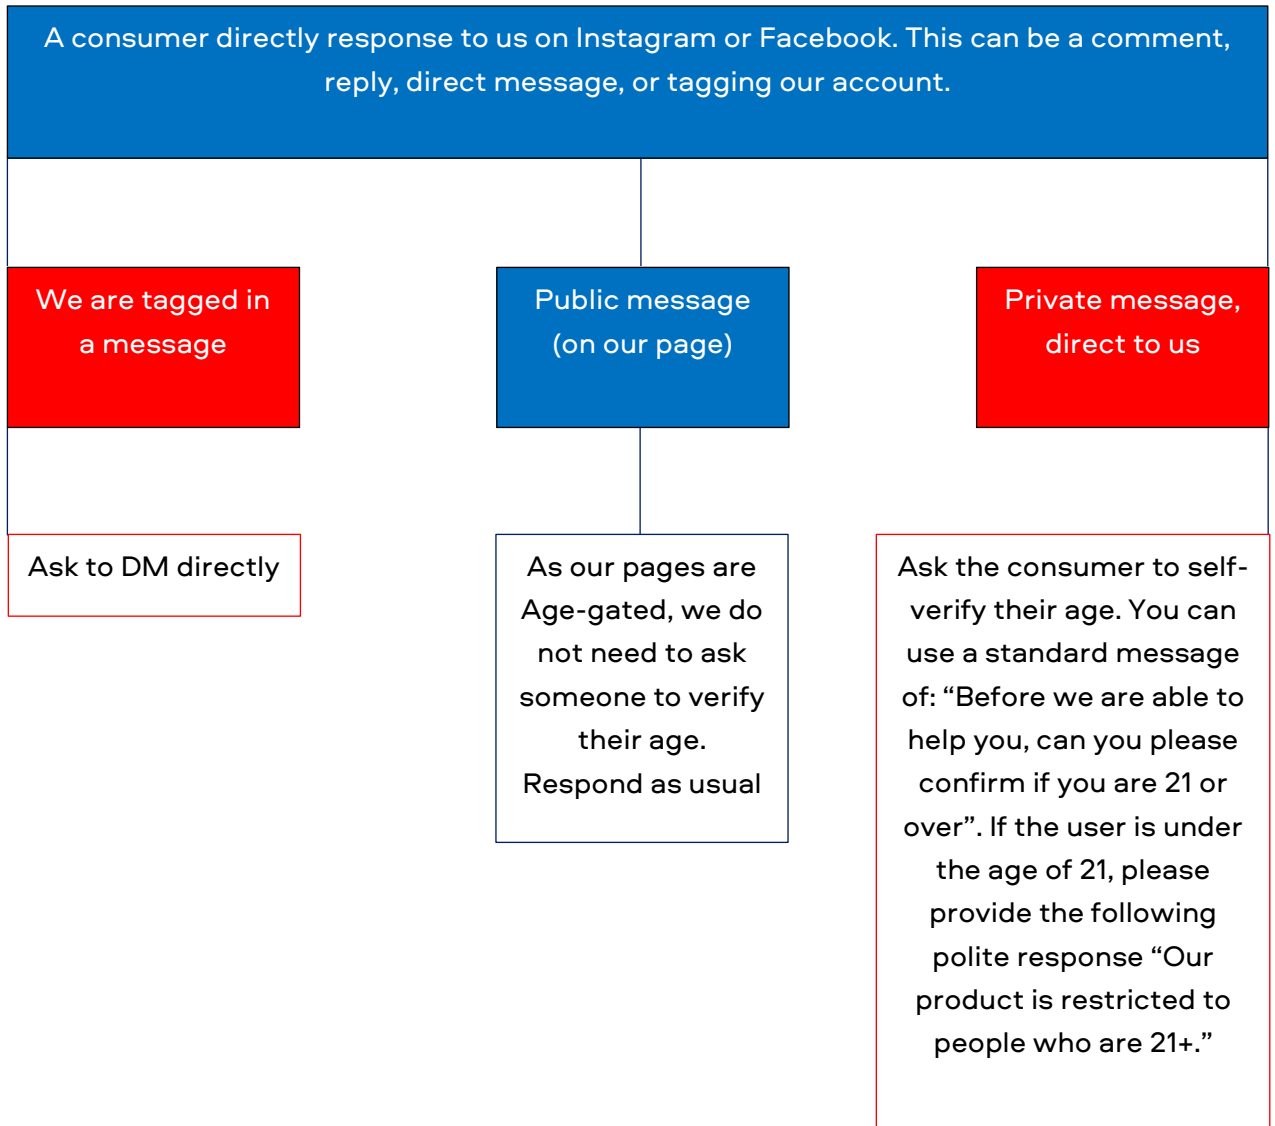 A consumer directly response to us on Instagram or Facebook. This can be a comment,
reply, direct message, or tagging our account.
We are tagged in
a message
Public message
(on our page)
Private message,
direct to us
Ask to DM directly
As our pages are
Age-gated, we do
not need to ask
someone to verify
their age.
Respond as usual
Ask the consumer to self-
verify their age. You can
use a standard message
of: “Before we are able to
help you, can you please
confirm if you are 21 or
over”. If the user is under
the age of 21, please
provide the following
polite response “Our
product is restricted to
people who are 21+.”